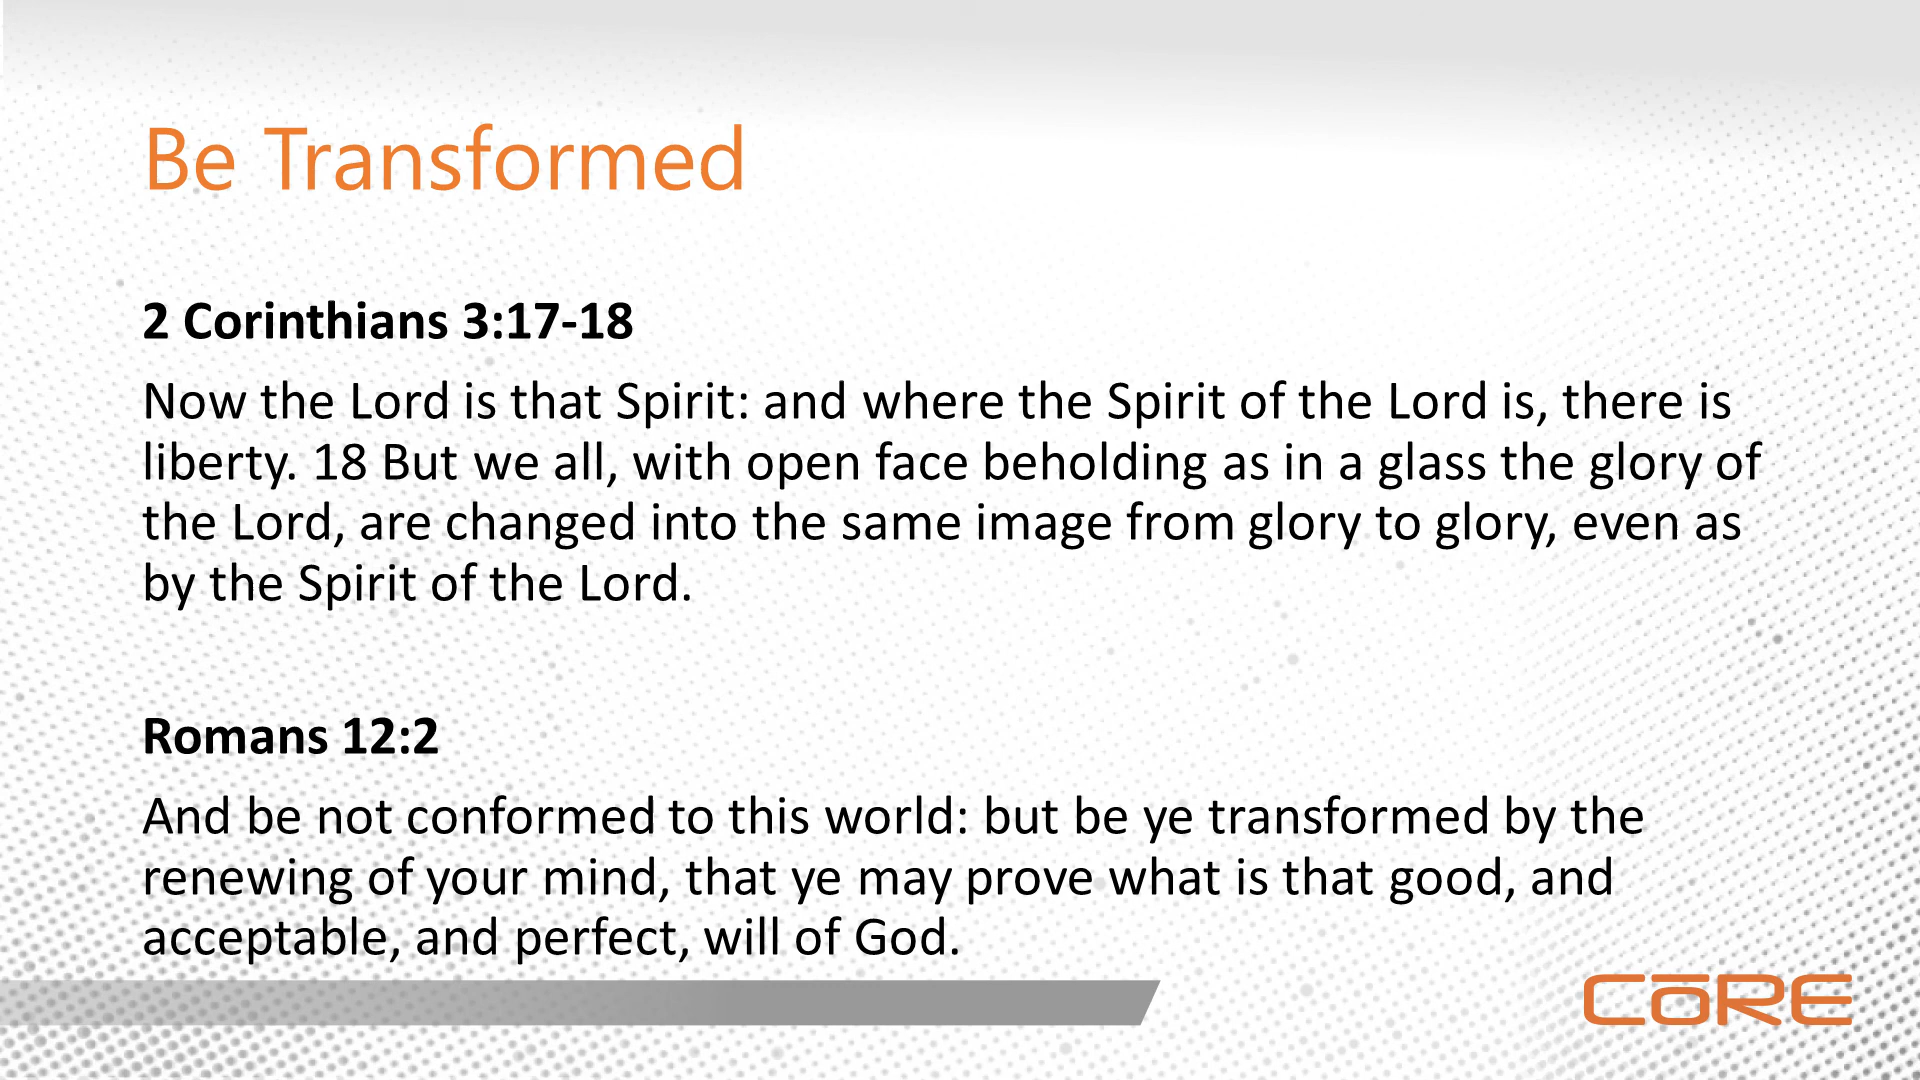 Be Transformed
2 Corinthians 3:17-18
Now the Lord is that Spirit: and where the Spirit of the Lord is, there is
liberty. 18 But we all, with open face beholding as in a glass the glory of
the Lord, are changed into the same image from glory to glory, even as
by the Spirit of the Lord.
Romans 12:2
And be not conformed to this world: but be ye transformed by the
renewing of your mind, that ye may prove what is that good, and
acceptable, and perfect, will of God.
CōRE